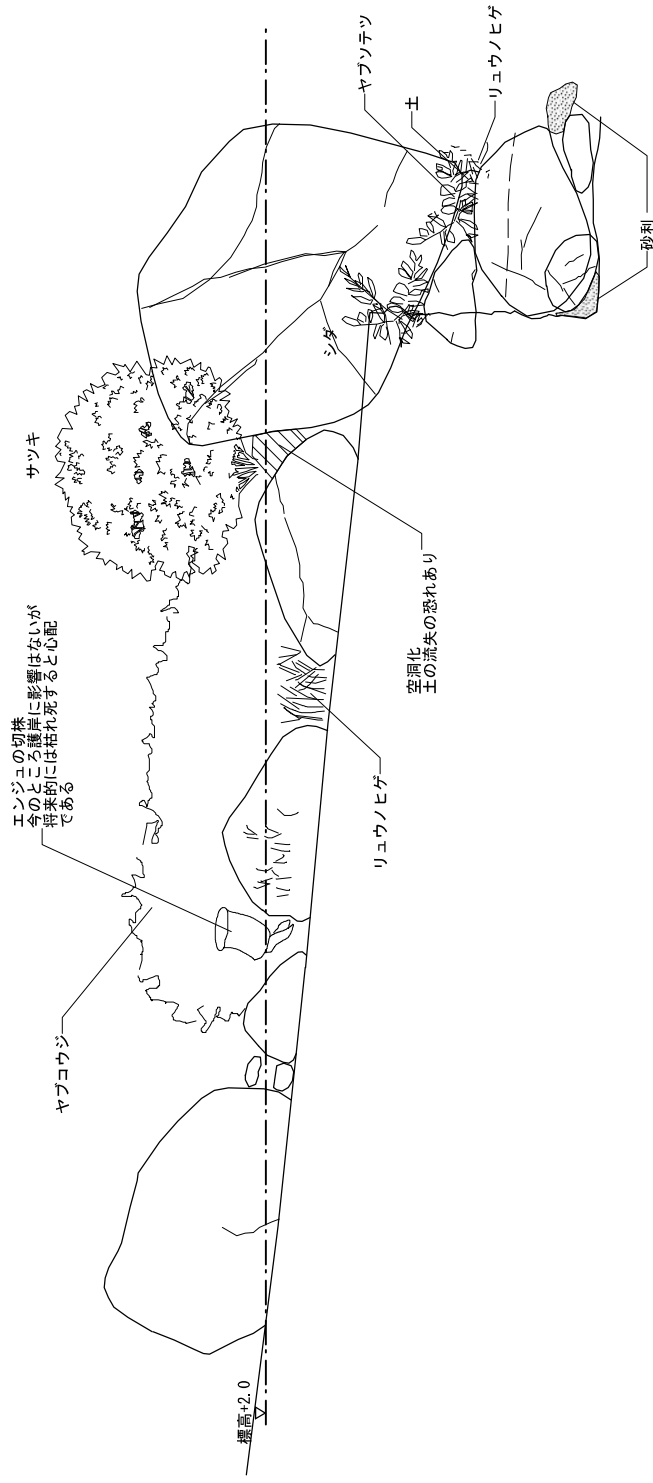 エンジュの切株
今のところ護岸に影響はないが
将来的には枯れ死すると心配
である
サツキ
ヤブコウジ
シダ
ヤブソテツ
土
リュウノヒゲ
リュウノヒゲ
空洞化
土の流失の恐れあり
砂利
標高+2.0